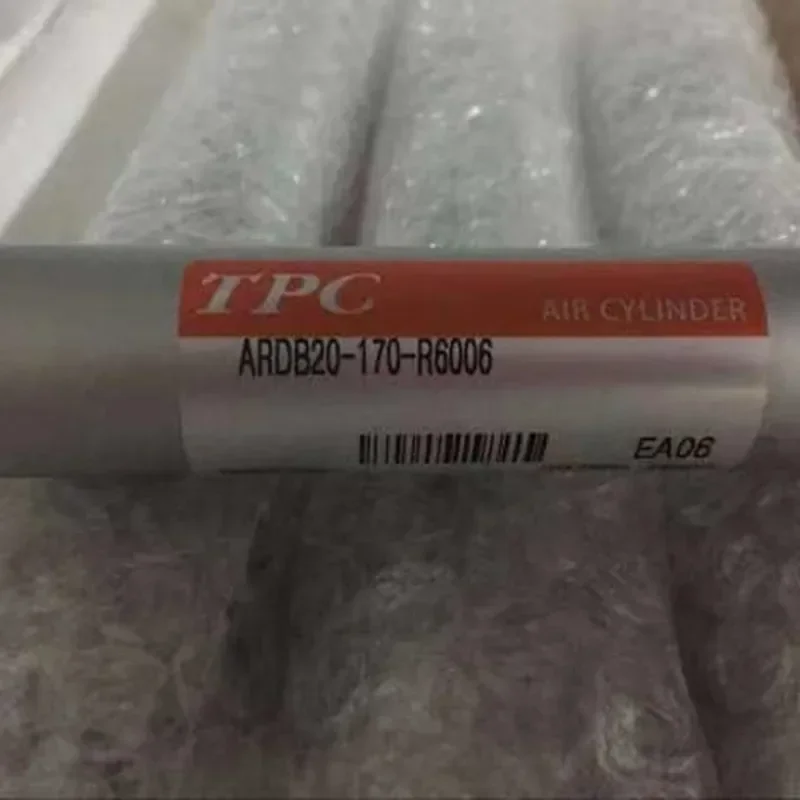 TPC
AIR CYLINDER
ARDB20-170-R6006
EA06